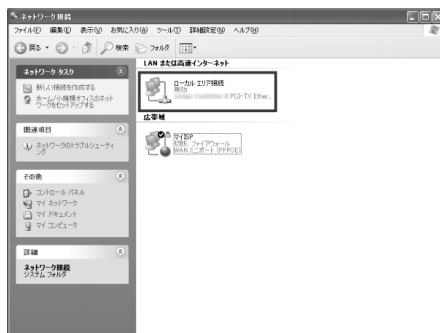 ネットワーク接続
ファイル(F) 編集(E) 表示(V) お気に入り(A) ツール(T) 詳細設定(N) ヘルプ(H)
戻る 検索 フォルダ
ネットワーク タスク
新しい接続を作成する
ホーム/小規模オフィスのネット
ワークをセットアップする
関連項目
ネットワークのトラブルシューティ
ング
その他
コントロール パネル
マイ ネットワーク
マイ ドキュメント
マイ コンピュータ
詳細
ネットワーク接続
システム フォルダ
LAN または高速インターネット
ローカル エリア接続
無効
PCI-TX Ether...
広帯域
マイISP
切断, ファイアウォール
WAN ミニポート (PPPOE)